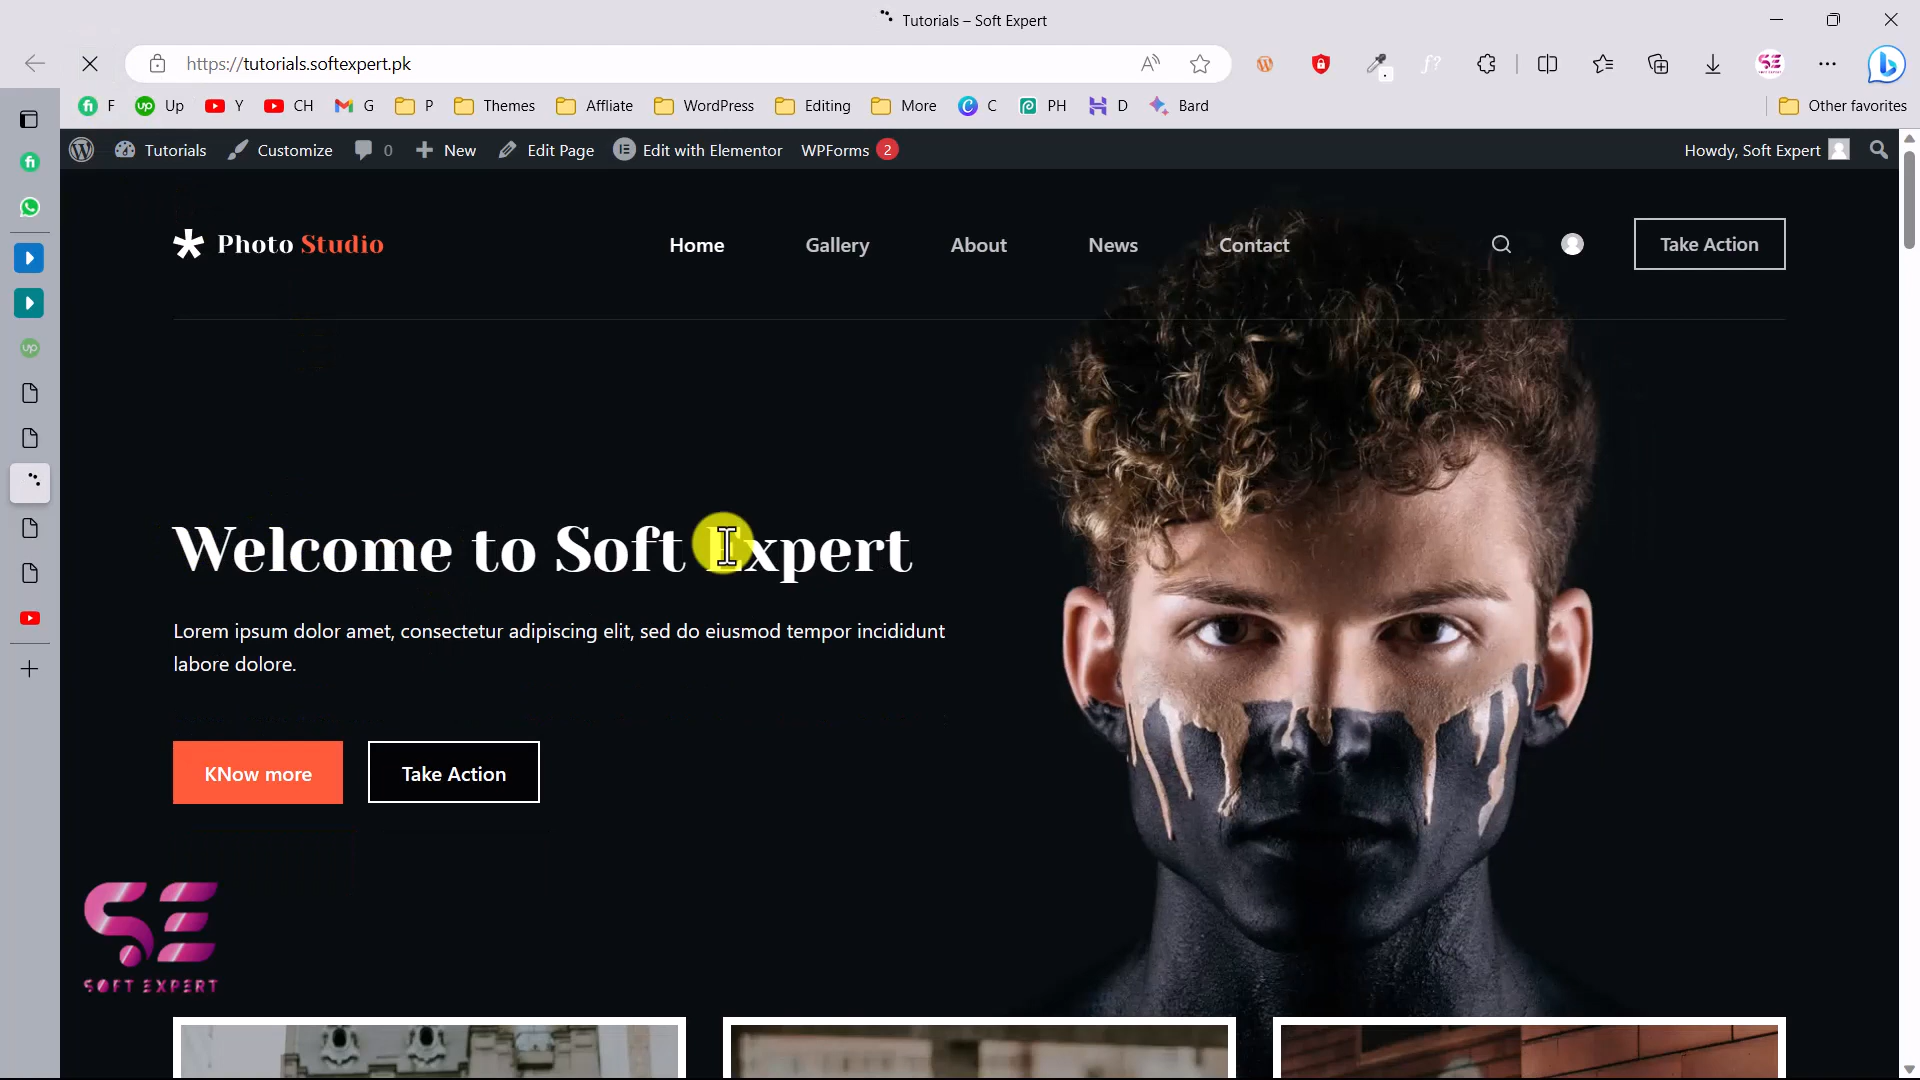 Tutorials – Soft Expert
https://tutorials.softexpert.pk
F Up Y CH G P Themes Affliate WordPress Editing More C PH D Bard Other favorites
Tutorials Customize 0 New Edit Page Edit with Elementor WPForms 2 Howdy, Soft Expert
Photo Studio Home Gallery About News Contact Take Action
Welcome to Soft Expert
Lorem ipsum dolor amet, consectetur adipiscing elit, sed do eiusmod tempor incididunt
labore dolore.
KNow more Take Action
SE
SOFT EXPERT